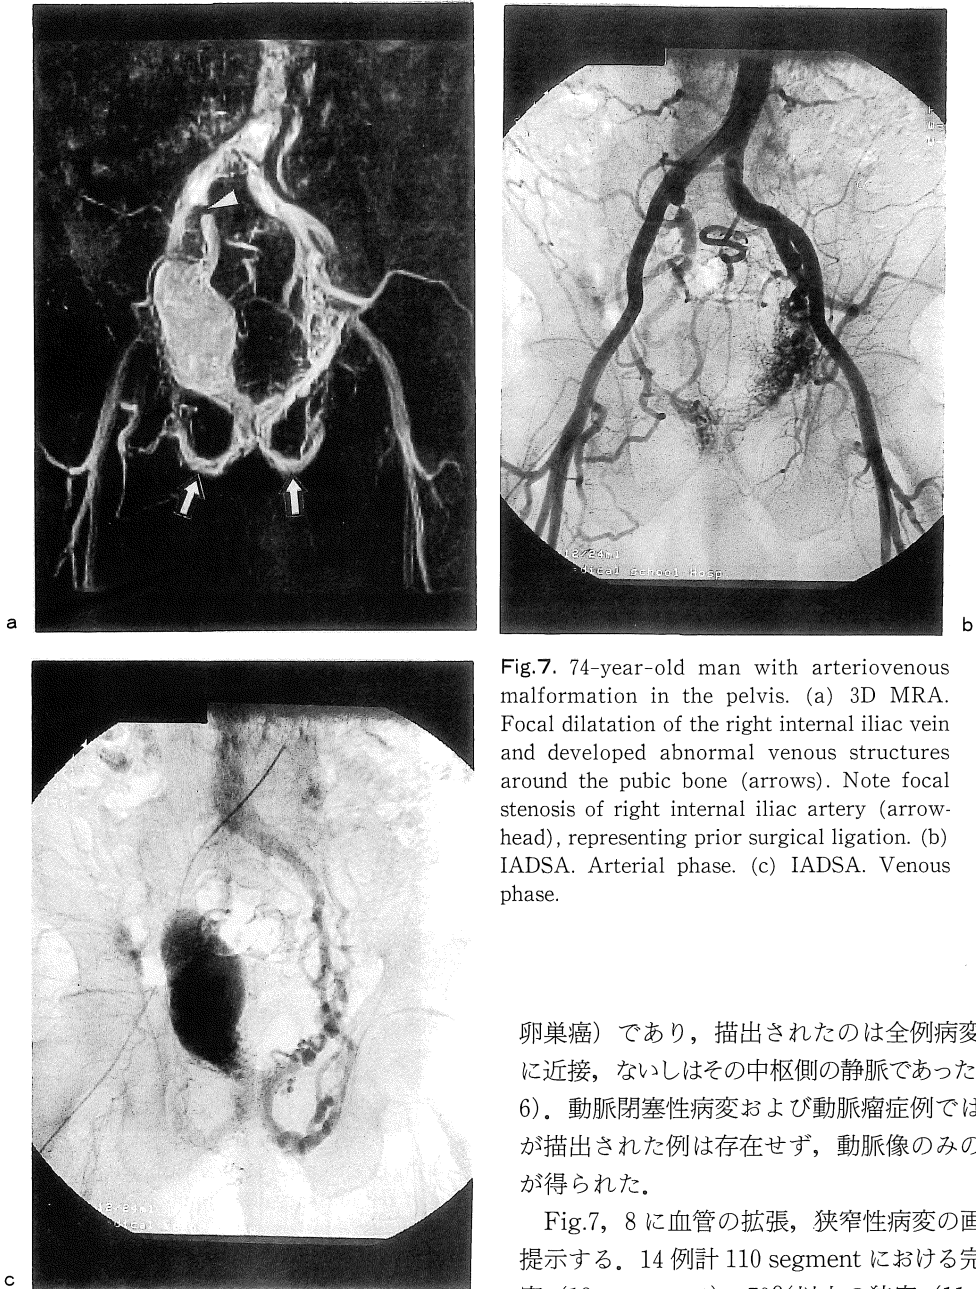 a
b
12/24ml
dical school Hosp
Fig.7. 74-year-old man with arteriovenous
malformation in the pelvis. (a) 3D MRA.
Focal dilatation of the right internal iliac vein
and developed abnormal venous structures
around the pubic bone (arrows). Note focal
stenosis of right internal iliac artery (arrow-
head), representing prior surgical ligation. (b)
IADSA. Arterial phase. (c) IADSA. Venous
phase.
c
卵巣癌)であり,描出されたのは全例病変
に近接,ないしはその中枢側の静脈であった
6).動脈閉塞性病変および動脈瘤症例では
が描出された例は存在せず,動脈像のみの
が得られた.
Fig.7, 8 に血管の拡張,狭窄性病変の画
提示する.14 例計 110 segment における完